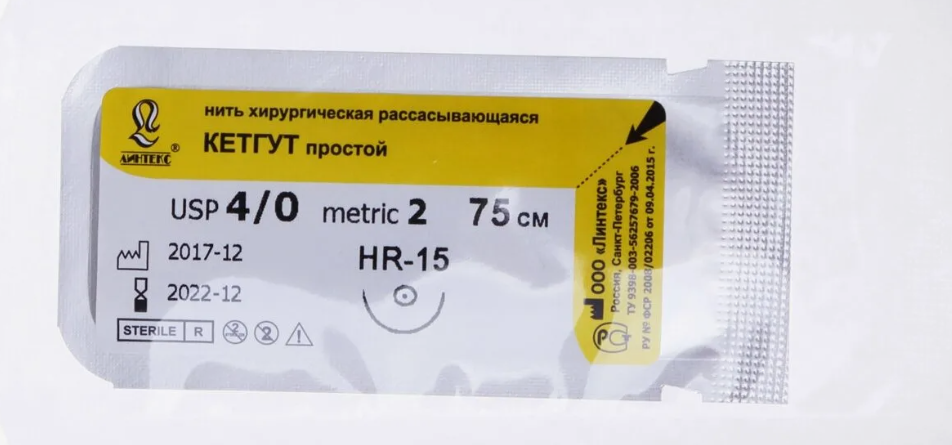 ЛИНТЕКС ®
нить хирургическая рассасывающаяся
КЕТГУТ простой
USP 4/0 metric 2 75 см
2017-12
HR-15
2022-12
STERILE R
2
2
ООО «Линтекс»
Россия, Санкт-Петербург
ТУ 9398-003-56257679-2006
РУ № ФСР 2008/02206 от 09.04.2015 г.